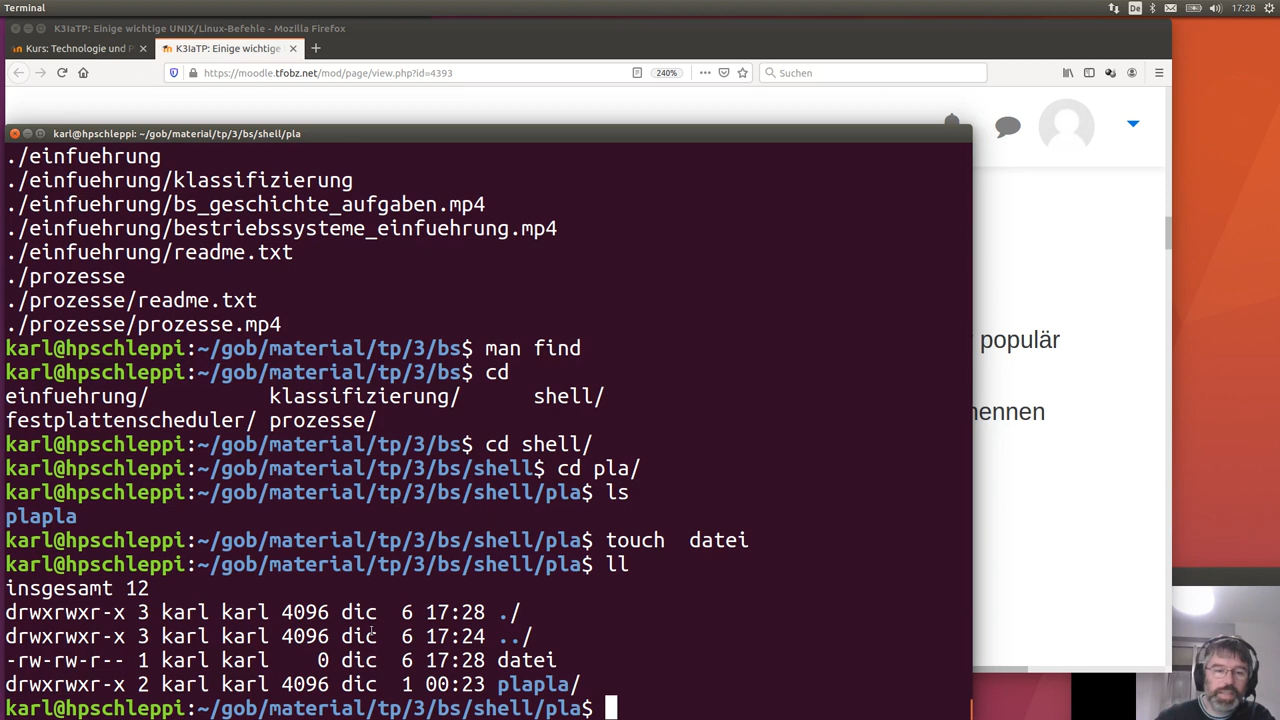 Terminal
De
17:28
K3IaTP: Einige wichtige UNIX/Linux-Befehle - Mozilla Firefox
Kurs: Technologie und P
K3IaTP: Einige wichtige
https://moodle.tfobz.net/mod/page/view.php?id=4393
240%
Suchen
karl@hpschleppi: ~/gob/material/tp/3/bs/shell/pla
./einfuehrung
./einfuehrung/klassifizierung
./einfuehrung/bs_geschichte_aufgaben.mp4
./einfuehrung/bestriebssysteme_einfuehrung.mp4
./einfuehrung/readme.txt
./prozesse
./prozesse/readme.txt
./prozesse/prozesse.mp4
karl@hpschleppi:~/gob/material/tp/3/bs$ man find
karl@hpschleppi:~/gob/material/tp/3/bs$ cd
einfuehrung/ klassifizierung/ shell/
festplattenscheduler/ prozesse/
karl@hpschleppi:~/gob/material/tp/3/bs$ cd shell/
karl@hpschleppi:~/gob/material/tp/3/bs/shell$ cd pla/
karl@hpschleppi:~/gob/material/tp/3/bs/shell/pla$ ls
plapla
karl@hpschleppi:~/gob/material/tp/3/bs/shell/pla$ touch  datei
karl@hpschleppi:~/gob/material/tp/3/bs/shell/pla$ ll
insgesamt 12
drwxrwxr-x 3 karl karl 4096 dic  6 17:28 ./
drwxrwxr-x 3 karl karl 4096 dic  6 17:24 ../
-rw-rw-r-- 1 karl karl    0 dic  6 17:28 datei
drwxrwxr-x 2 karl karl 4096 dic  1 00:23 plapla/
karl@hpschleppi:~/gob/material/tp/3/bs/shell/pla$
populär